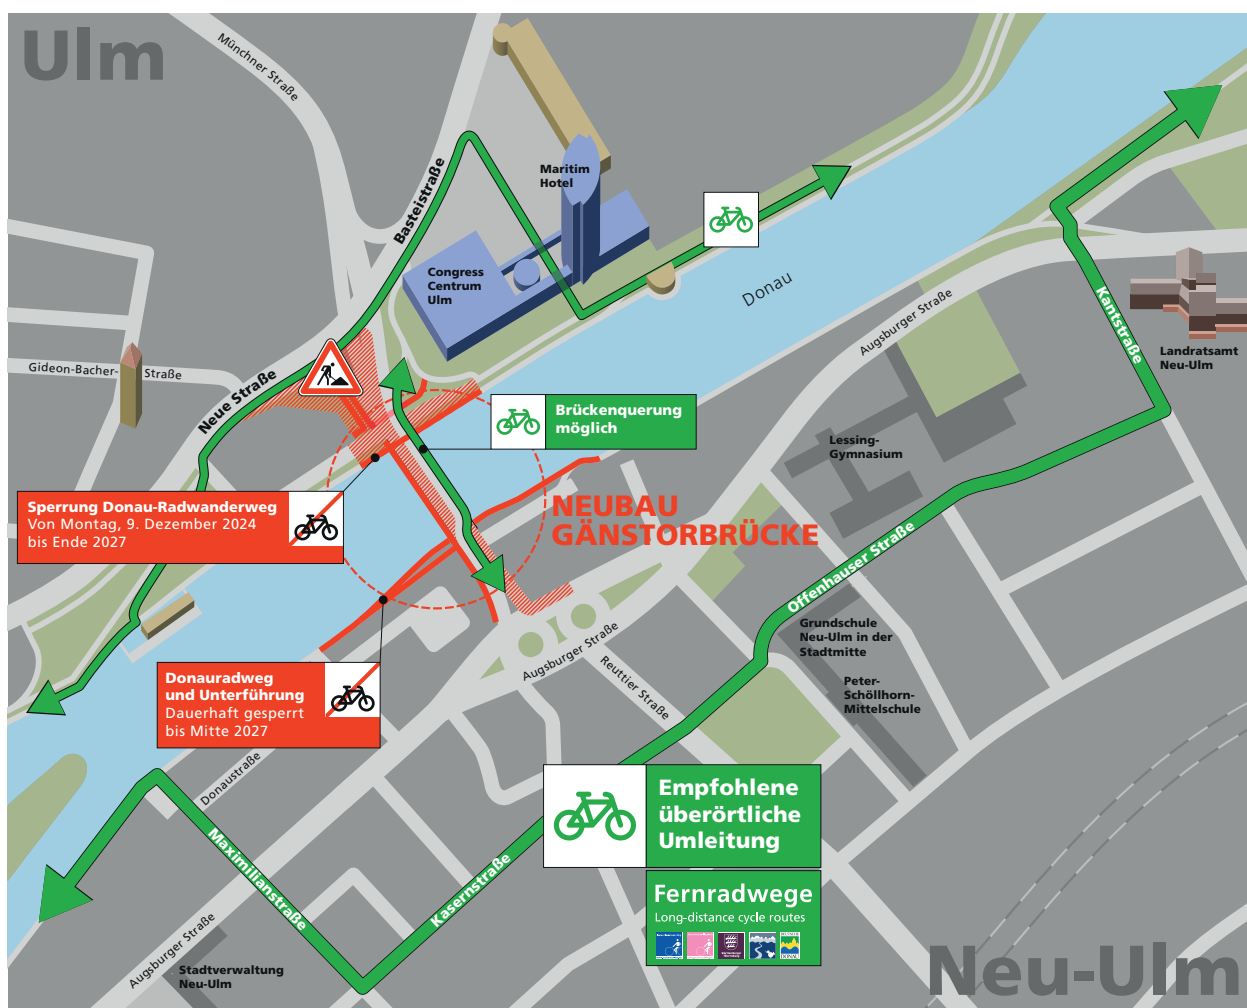 Ulm
Münchner Straße
Basteistraße
Maritim
Hotel
Congress
Centrum
Ulm
Donau
Augsburger Straße
Kantstraße
Landratsamt
Neu-Ulm
Gideon-Bacher-
Straße
Neue Straße
Brückenquerung
möglich
Lessing-
Gymnasium
Sperrung Donau-Radwanderweg
Von Montag, 9. Dezember 2024
bis Ende 2027
NEUBAU
GÄNSTORBRÜCKE
Offenhauser Straße
Grundschule
Neu-Ulm in der
Stadtmitte
Peter-
Schöllhorn-
Mittelschule
Augsburger Straße
Reuttier Straße
Donauradweg
und Unterführung
Dauerhaft gesperrt
bis Mitte 2027
Donaustraße
Maximilianstraße
Kasernstraße
Empfohlene
überörtliche
Umleitung
Fernradwege
Long-distance cycle routes
DONAU
Augsburger Straße
Stadtverwaltung
Neu-Ulm
Neu-Ulm